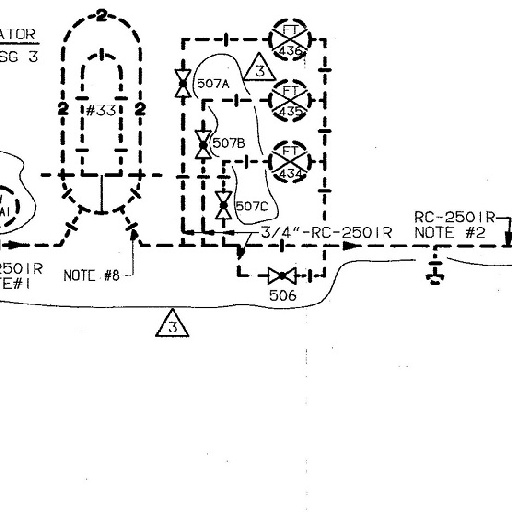 ATOR
SG 3
2
2
2
#33
FT
436
3
507A
FT
435
507B
FT
434
507C
3/4"-RC-2501R
RC-2501R
NOTE #2
2501R
TE#1
NOTE #8
506
3